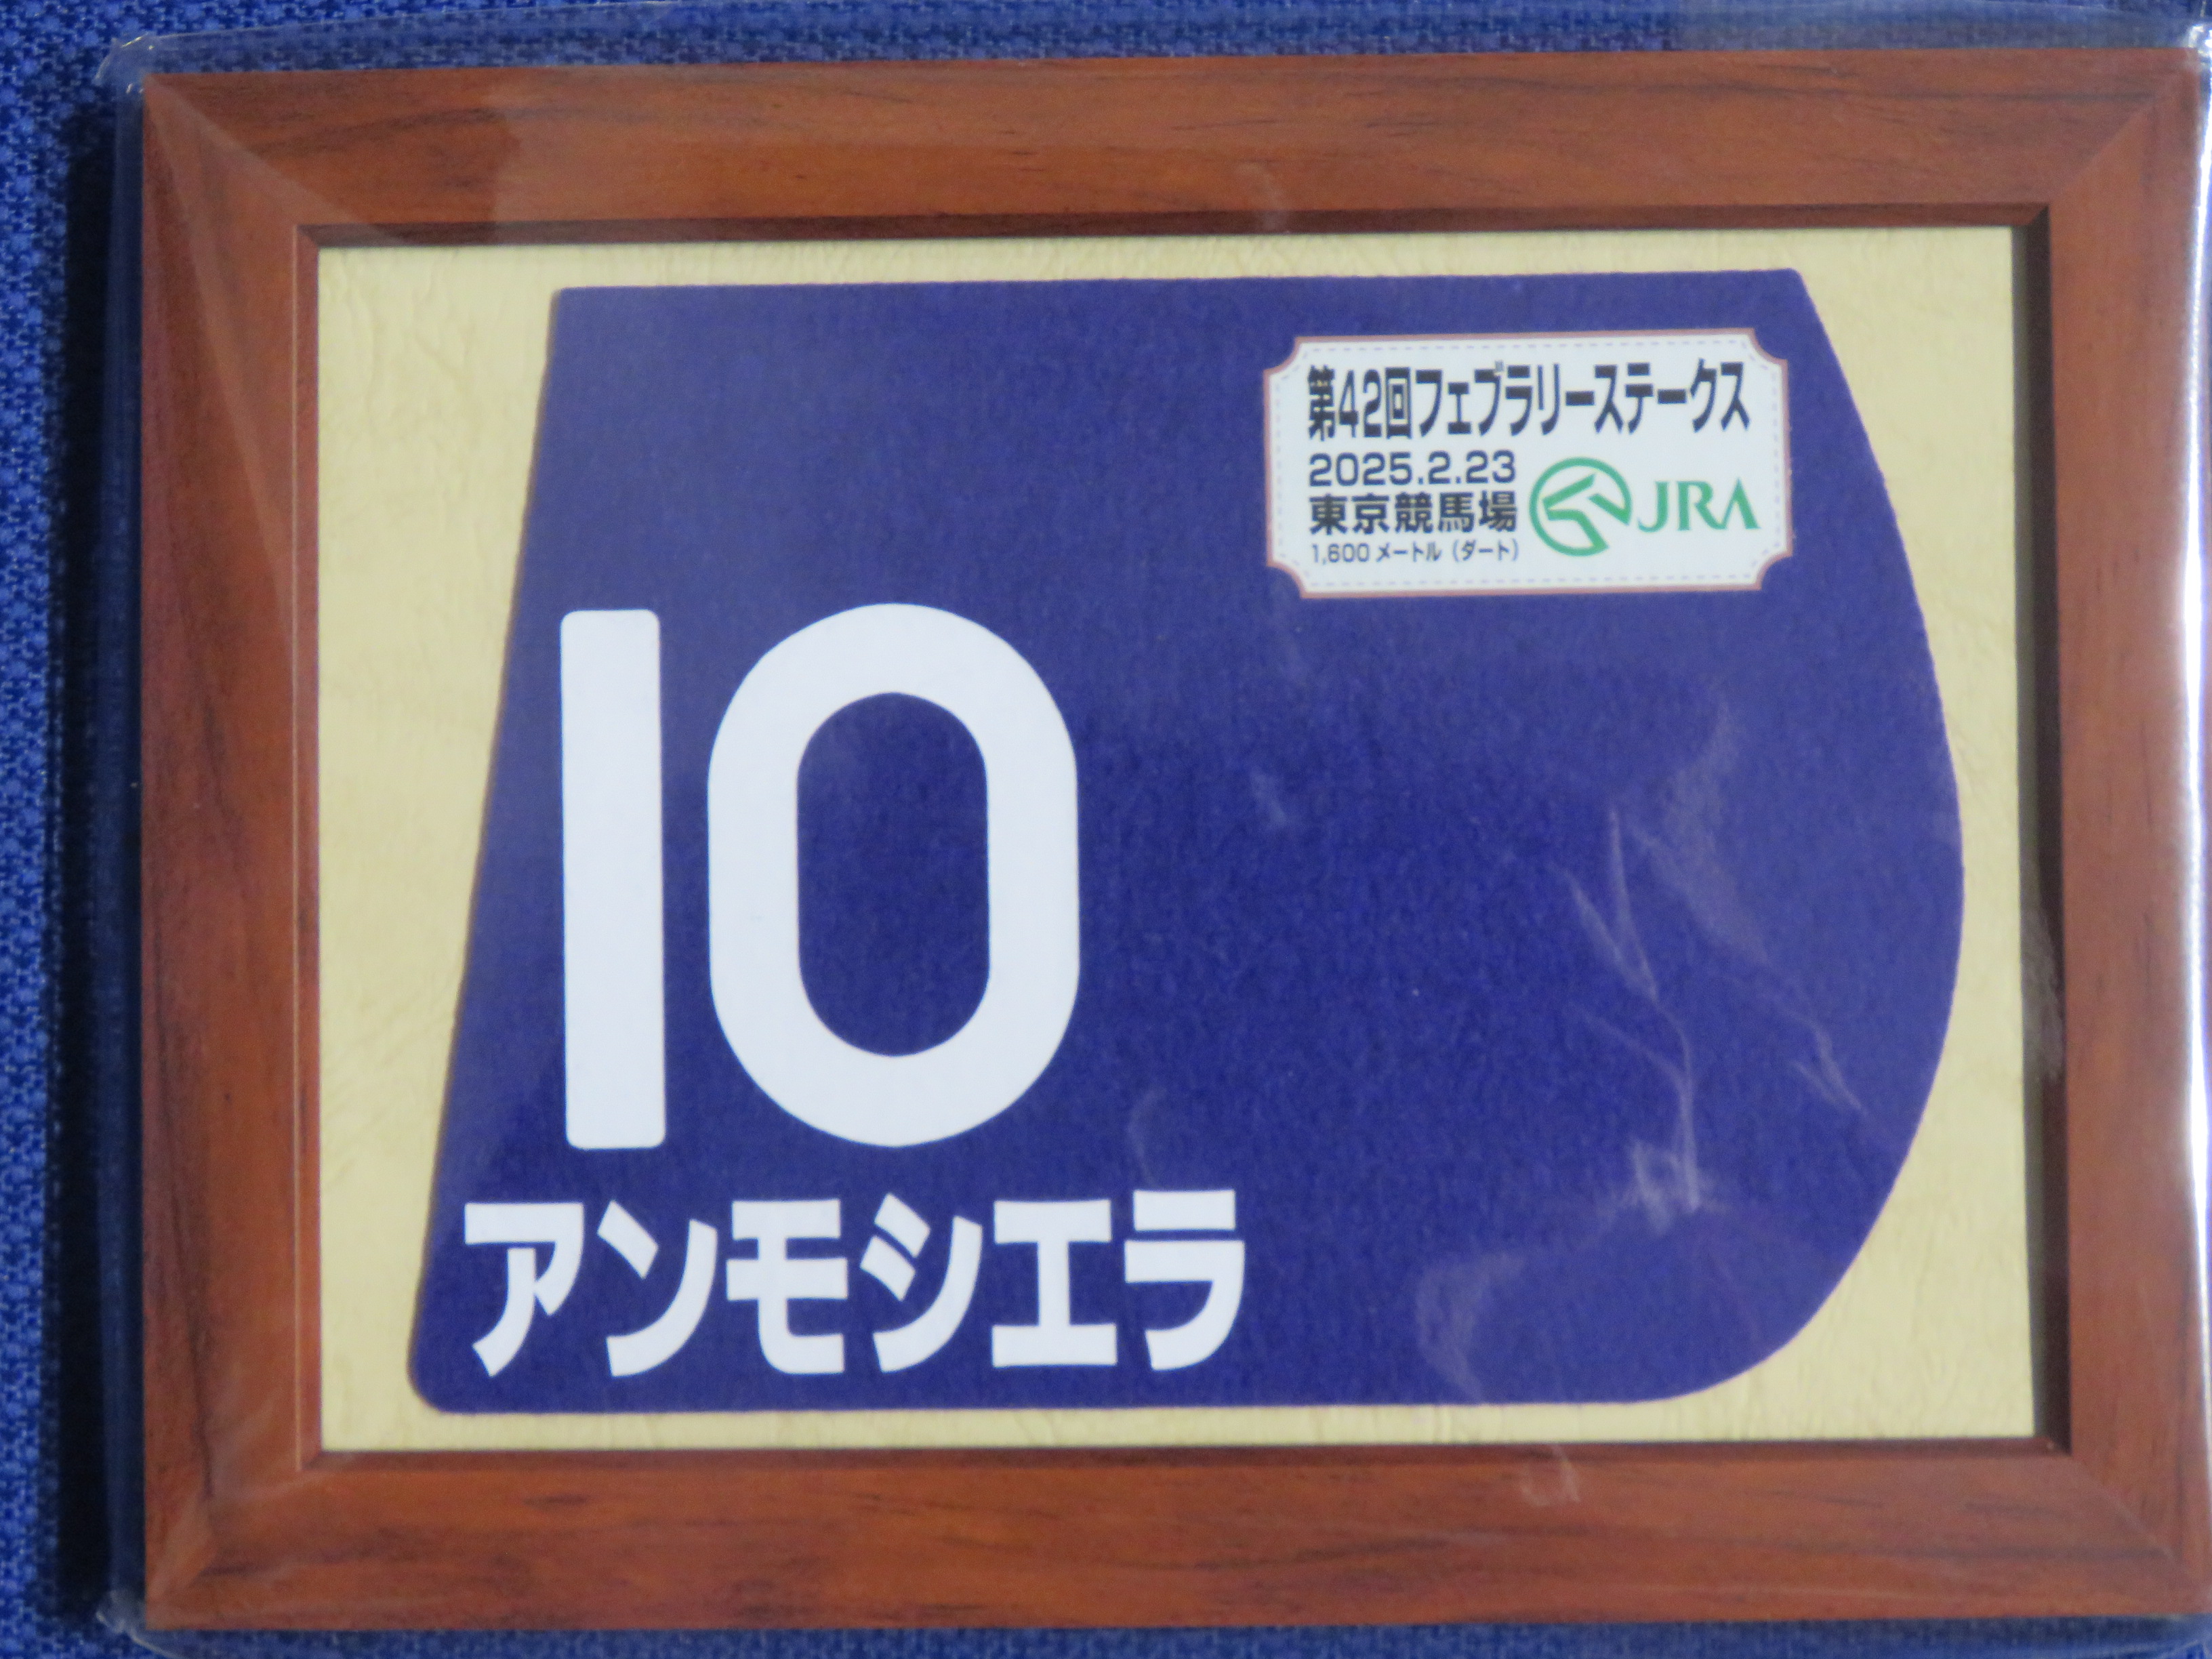 第42回フェブラリーステークス
2025.2.23
東京競馬場
JRA
1,600メートル（ダート）
10
アンモシエラ